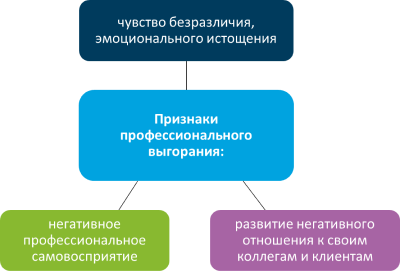 чувство безразличия,
эмоционального истощения
Признаки
профессионального
выгорания:
негативное
профессиональное
самовосприятие
развитие негативного
отношения к своим
коллегам и клиентам